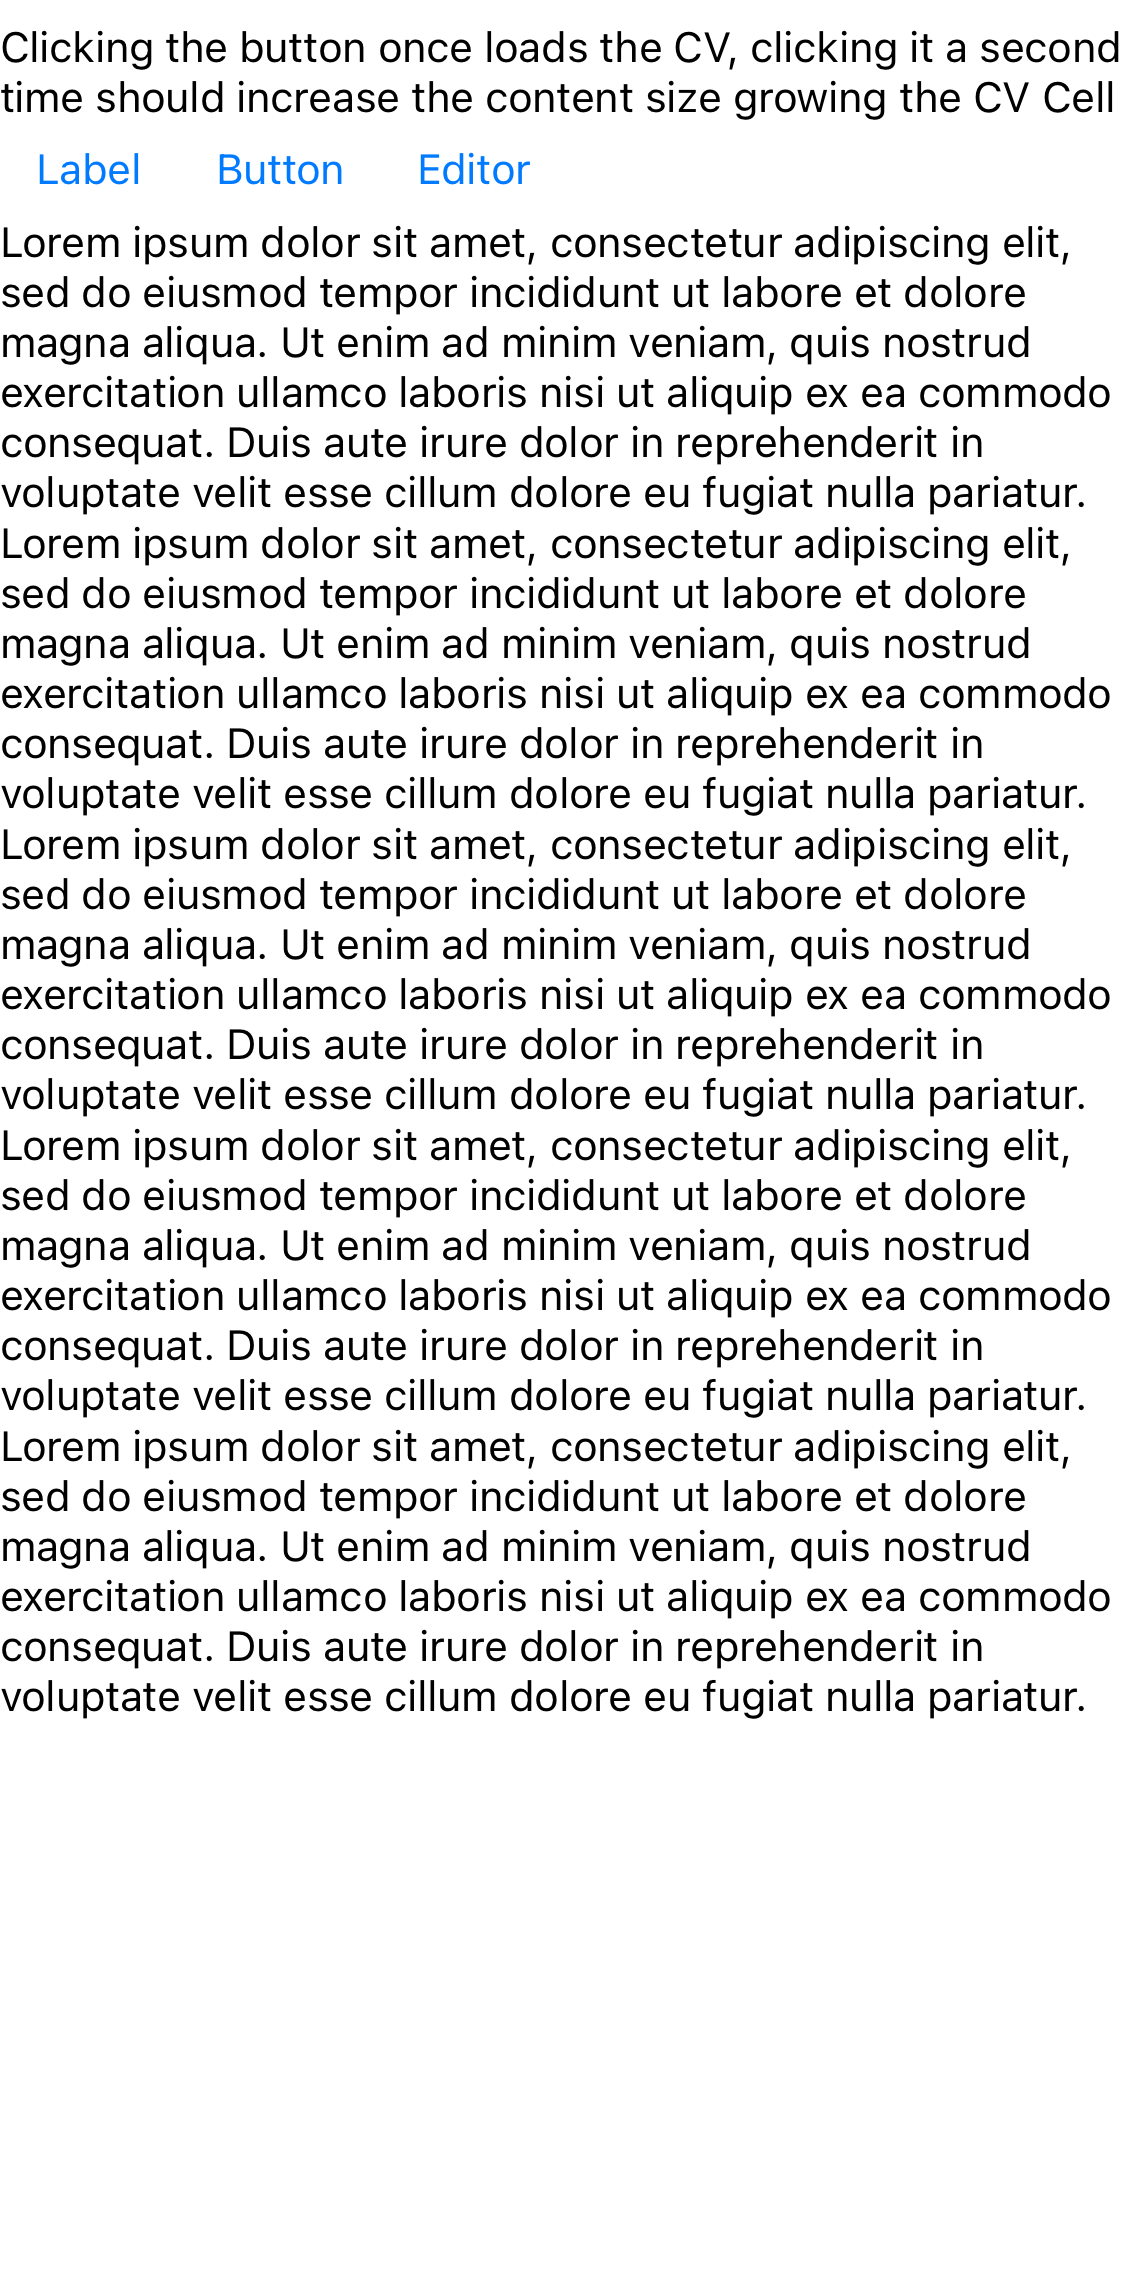 Clicking the button once loads the CV, clicking it a second
time should increase the content size growing the CV Cell
Label Button Editor
Lorem ipsum dolor sit amet, consectetur adipiscing elit,
sed do eiusmod tempor incididunt ut labore et dolore
magna aliqua. Ut enim ad minim veniam, quis nostrud
exercitation ullamco laboris nisi ut aliquip ex ea commodo
consequat. Duis aute irure dolor in reprehenderit in
voluptate velit esse cillum dolore eu fugiat nulla pariatur.
Lorem ipsum dolor sit amet, consectetur adipiscing elit,
sed do eiusmod tempor incididunt ut labore et dolore
magna aliqua. Ut enim ad minim veniam, quis nostrud
exercitation ullamco laboris nisi ut aliquip ex ea commodo
consequat. Duis aute irure dolor in reprehenderit in
voluptate velit esse cillum dolore eu fugiat nulla pariatur.
Lorem ipsum dolor sit amet, consectetur adipiscing elit,
sed do eiusmod tempor incididunt ut labore et dolore
magna aliqua. Ut enim ad minim veniam, quis nostrud
exercitation ullamco laboris nisi ut aliquip ex ea commodo
consequat. Duis aute irure dolor in reprehenderit in
voluptate velit esse cillum dolore eu fugiat nulla pariatur.
Lorem ipsum dolor sit amet, consectetur adipiscing elit,
sed do eiusmod tempor incididunt ut labore et dolore
magna aliqua. Ut enim ad minim veniam, quis nostrud
exercitation ullamco laboris nisi ut aliquip ex ea commodo
consequat. Duis aute irure dolor in reprehenderit in
voluptate velit esse cillum dolore eu fugiat nulla pariatur.
Lorem ipsum dolor sit amet, consectetur adipiscing elit,
sed do eiusmod tempor incididunt ut labore et dolore
magna aliqua. Ut enim ad minim veniam, quis nostrud
exercitation ullamco laboris nisi ut aliquip ex ea commodo
consequat. Duis aute irure dolor in reprehenderit in
voluptate velit esse cillum dolore eu fugiat nulla pariatur.